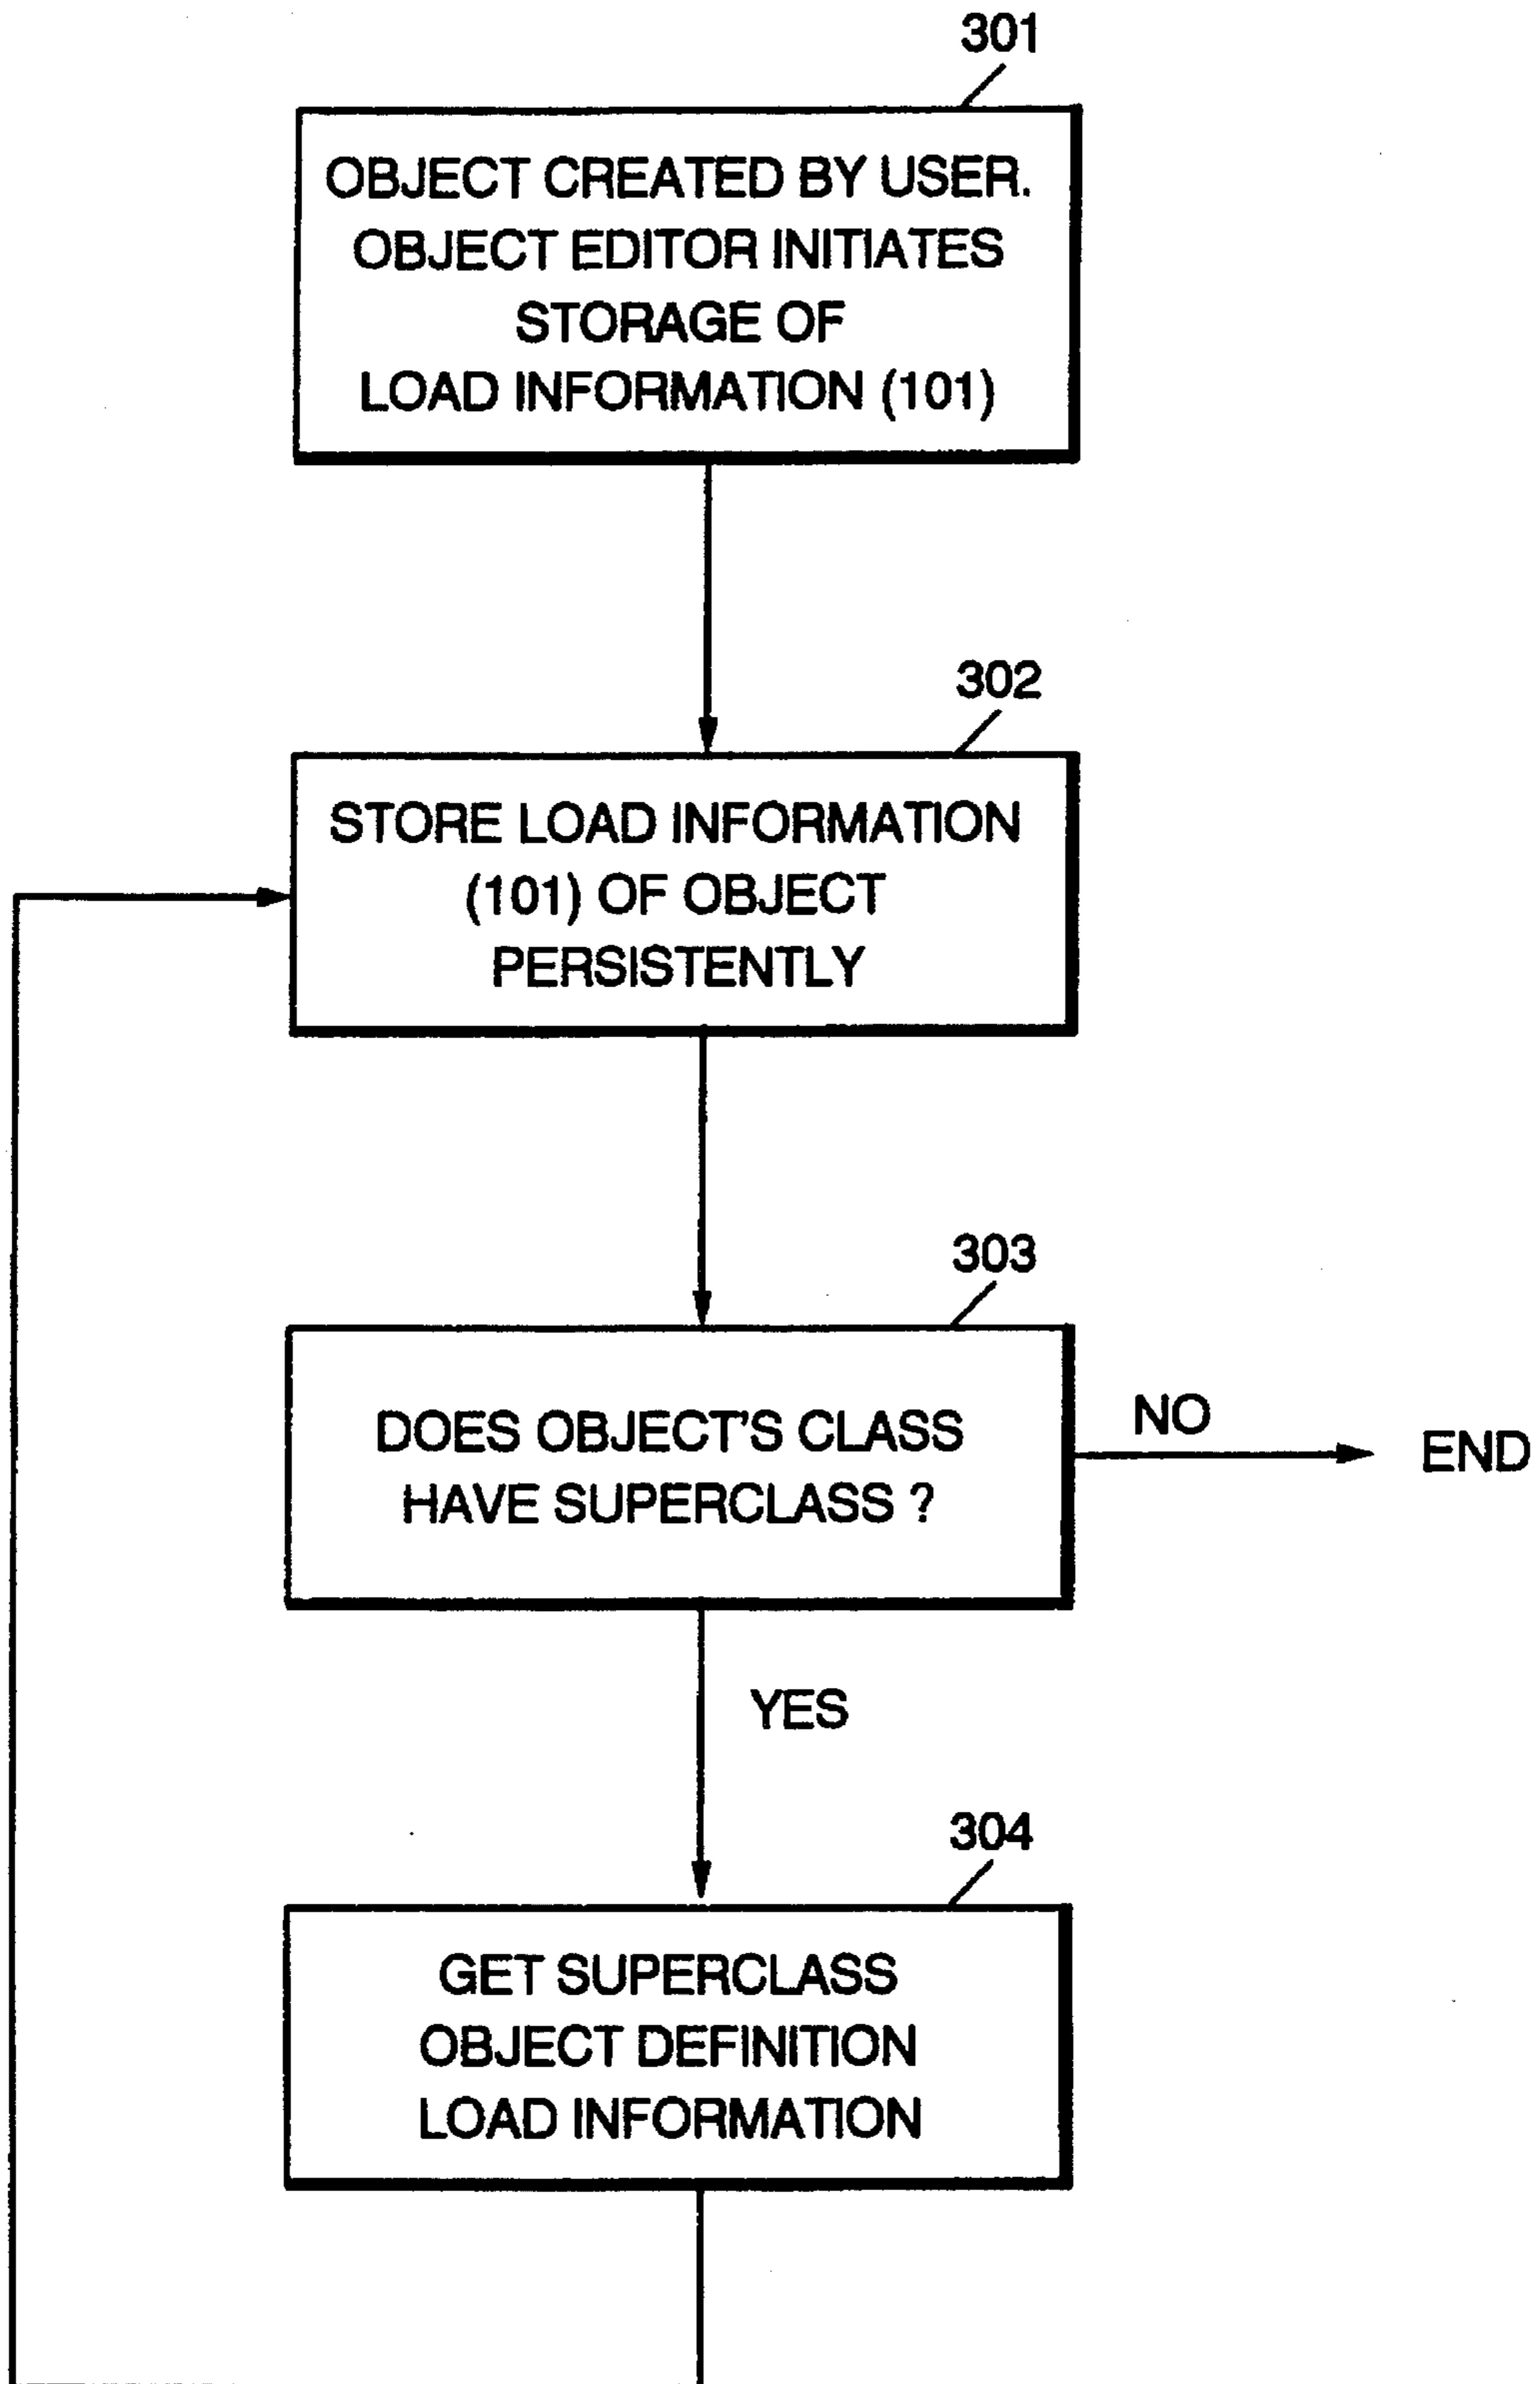 301
OBJECT CREATED BY USER.
OBJECT EDITOR INITIATES
STORAGE OF
LOAD INFORMATION (101)
302
STORE LOAD INFORMATION
(101) OF OBJECT
PERSISTENTLY
303
DOES OBJECT'S CLASS
HAVE SUPERCLASS ?
NO
END
YES
304
GET SUPERCLASS
OBJECT DEFINITION
LOAD INFORMATION